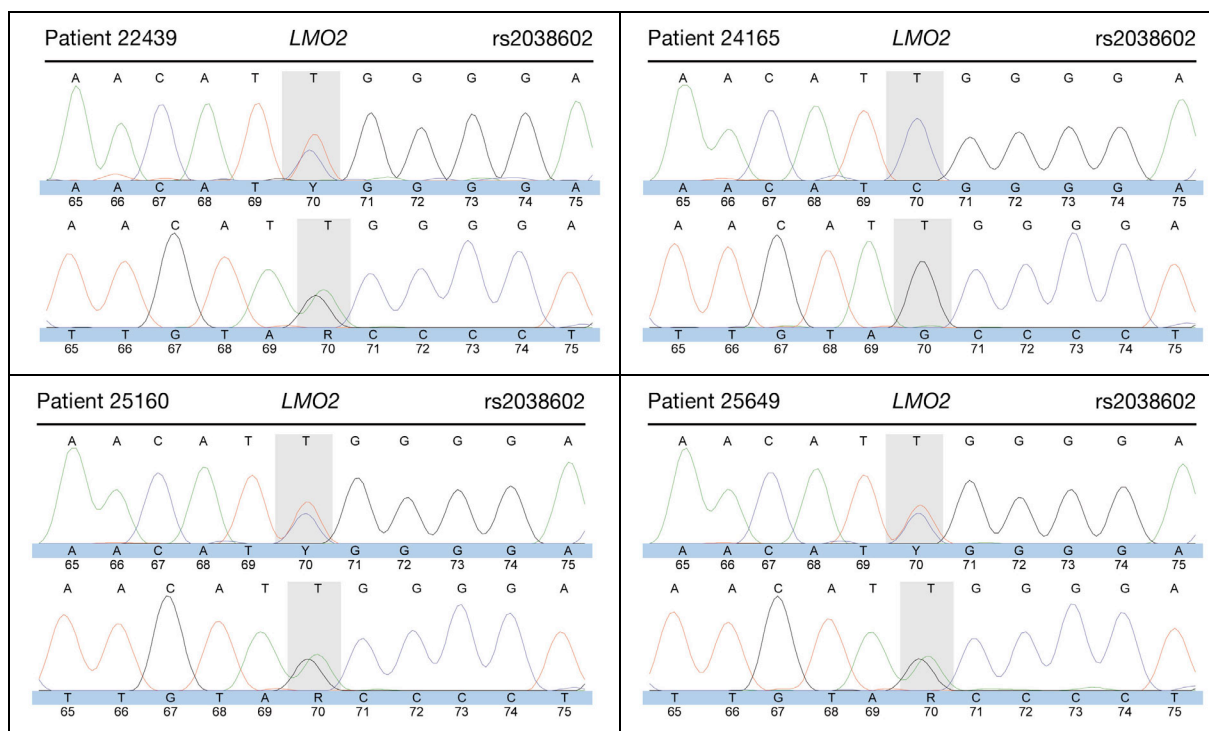 Patient 22439 LMO2 rs2038602
A A C A T T G G G G A
A A C A T Y G G G G A
65 66 67 68 69 70 71 72 73 74 75
A A C A T T G G G G A
T T G T A R C C C C T
65 66 67 68 69 70 71 72 73 74 75
Patient 24165 LMO2 rs2038602
A A C A T T G G G G A
A A C A T C G G G G A
65 66 67 68 69 70 71 72 73 74 75
A A C A T T G G G G A
T T G T A G C C C C T
65 66 67 68 69 70 71 72 73 74 75
Patient 25160 LMO2 rs2038602
A A C A T T G G G G A
A A C A T Y G G G G A
65 66 67 68 69 70 71 72 73 74 75
A A C A T T G G G G A
T T G T A R C C C C T
65 66 67 68 69 70 71 72 73 74 75
Patient 25649 LMO2 rs2038602
A A C A T T G G G G A
A A C A T Y G G G G A
65 66 67 68 69 70 71 72 73 74 75
A A C A T T G G G G A
T T G T A R C C C C T
65 66 67 68 69 70 71 72 73 74 75